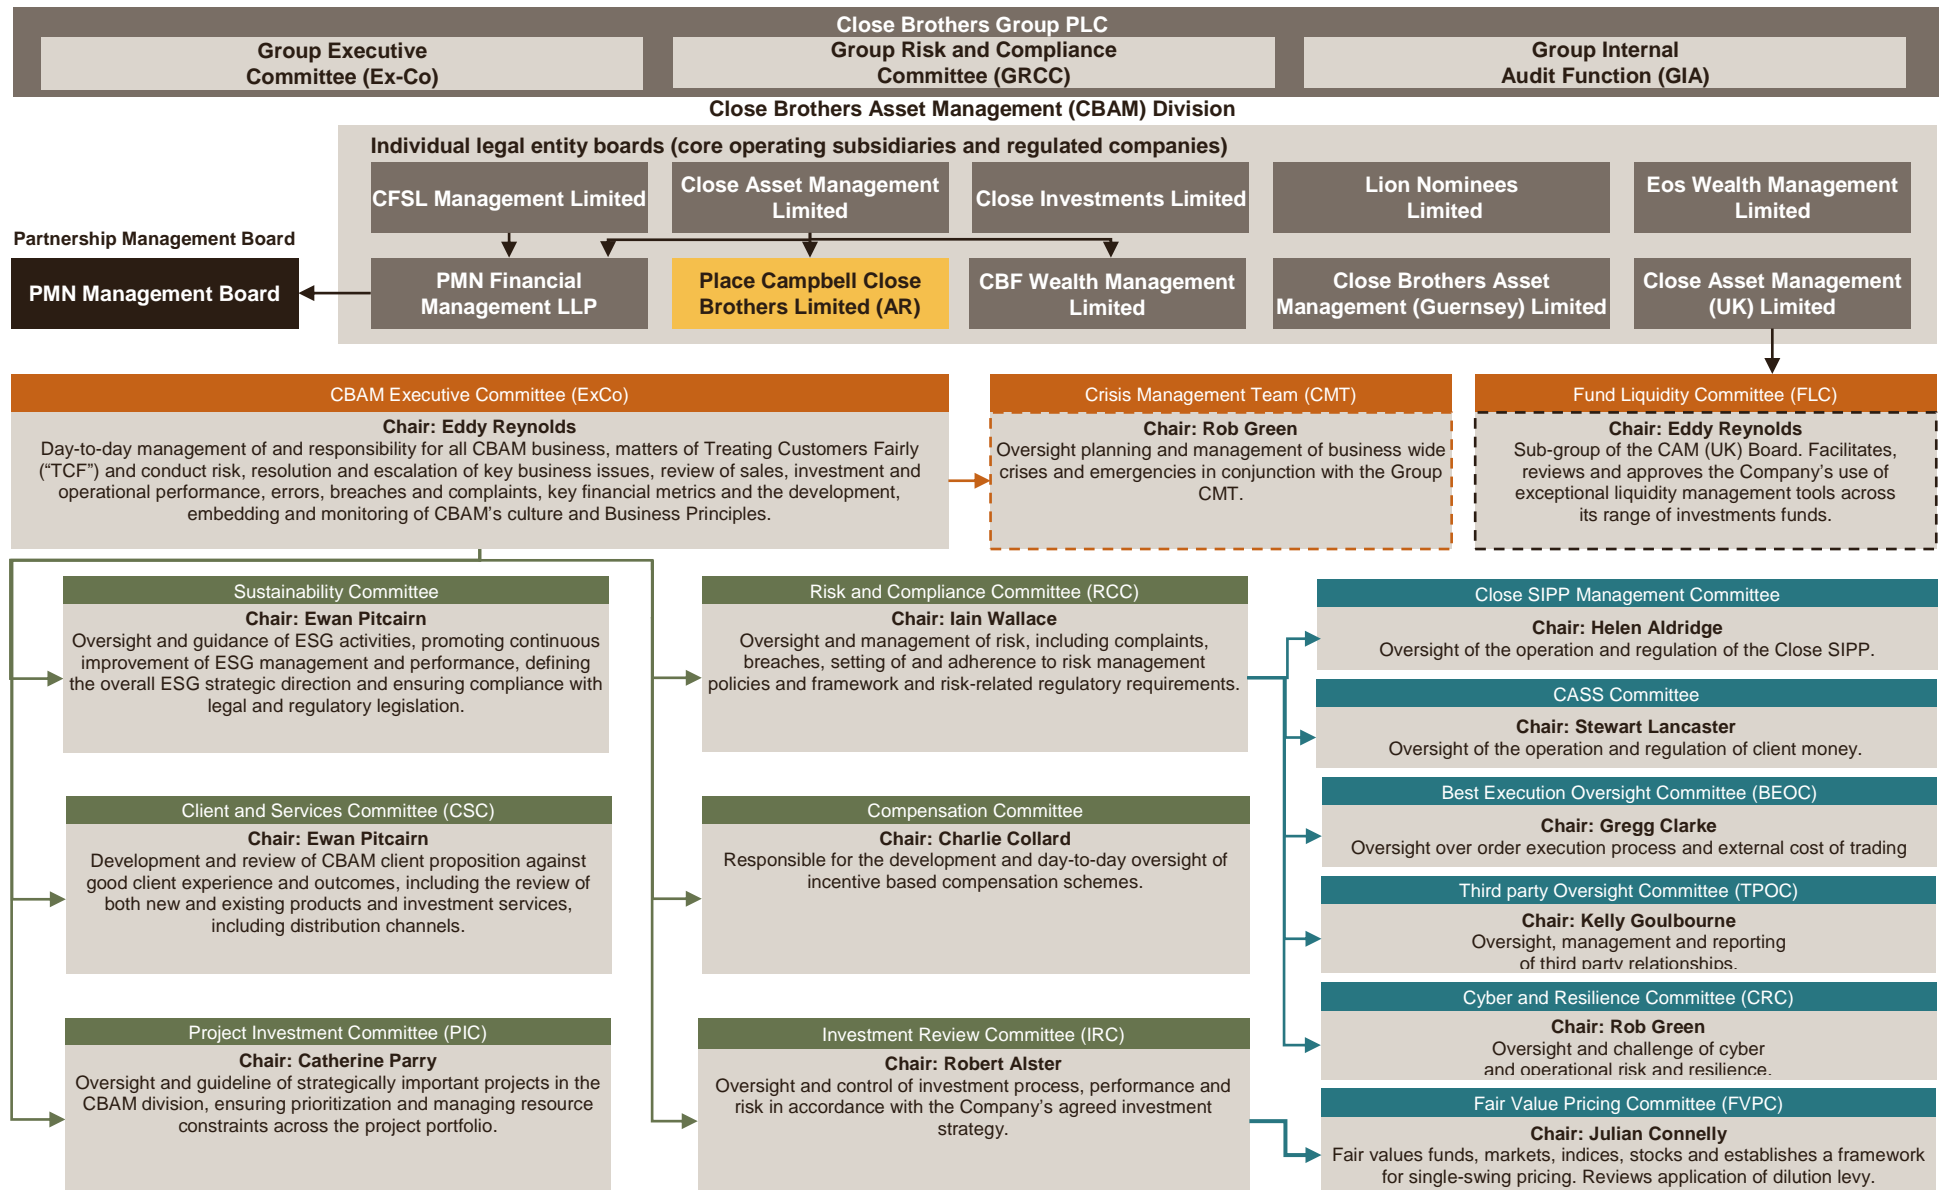 Close Brothers Group PLC
Group Executive
Committee (Ex-Co)
Group Risk and Compliance
Committee (GRCC)
Group Internal
Audit Function (GIA)
Close Brothers Asset Management (CBAM) Division
Individual legal entity boards (core operating subsidiaries and regulated companies)
CFSL Management Limited
Close Asset Management
Limited
Close Investments Limited
Lion Nominees
Limited
Eos Wealth Management
Limited
Partnership Management Board
PMN Management Board
PMN Financial
Management LLP
Place Campbell Close
Brothers Limited (AR)
CBF Wealth Management
Limited
Close Brothers Asset
Management (Guernsey) Limited
Close Asset Management
(UK) Limited
CBAM Executive Committee (ExCo)
Chair: Eddy Reynolds
Day-to-day management of and responsibility for all CBAM business, matters of Treating Customers Fairly
(“TCF”) and conduct risk, resolution and escalation of key business issues, review of sales, investment and
operational performance, errors, breaches and complaints, key financial metrics and the development,
embedding and monitoring of CBAM’s culture and Business Principles.
Crisis Management Team (CMT)
Chair: Rob Green
Oversight planning and management of business wide
crises and emergencies in conjunction with the Group
CMT.
Fund Liquidity Committee (FLC)
Chair: Eddy Reynolds
Sub-group of the CAM (UK) Board. Facilitates,
reviews and approves the Company’s use of
exceptional liquidity management tools across
its range of investments funds.
Sustainability Committee
Chair: Ewan Pitcairn
Oversight and guidance of ESG activities, promoting continuous
improvement of ESG management and performance, defining
the overall ESG strategic direction and ensuring compliance with
legal and regulatory legislation.
Risk and Compliance Committee (RCC)
Chair: Iain Wallace
Oversight and management of risk, including complaints,
breaches, setting of and adherence to risk management
policies and framework and risk-related regulatory requirements.
Close SIPP Management Committee
Chair: Helen Aldridge
Oversight of the operation and regulation of the Close SIPP.
CASS Committee
Chair: Stewart Lancaster
Oversight of the operation and regulation of client money.
Client and Services Committee (CSC)
Chair: Ewan Pitcairn
Development and review of CBAM client proposition against
good client experience and outcomes, including the review of
both new and existing products and investment services,
including distribution channels.
Compensation Committee
Chair: Charlie Collard
Responsible for the development and day-to-day oversight of
incentive based compensation schemes.
Best Execution Oversight Committee (BEOC)
Chair: Gregg Clarke
Oversight over order execution process and external cost of trading
Third party Oversight Committee (TPOC)
Chair: Kelly Goulbourne
Oversight, management and reporting
of third party relationships.
Cyber and Resilience Committee (CRC)
Chair: Rob Green
Oversight and challenge of cyber
and operational risk and resilience.
Project Investment Committee (PIC)
Chair: Catherine Parry
Oversight and guideline of strategically important projects in the
CBAM division, ensuring prioritization and managing resource
constraints across the project portfolio.
Investment Review Committee (IRC)
Chair: Robert Alster
Oversight and control of investment process, performance and
risk in accordance with the Company’s agreed investment
strategy.
Fair Value Pricing Committee (FVPC)
Chair: Julian Connelly
Fair values funds, markets, indices, stocks and establishes a framework
for single-swing pricing. Reviews application of dilution levy.